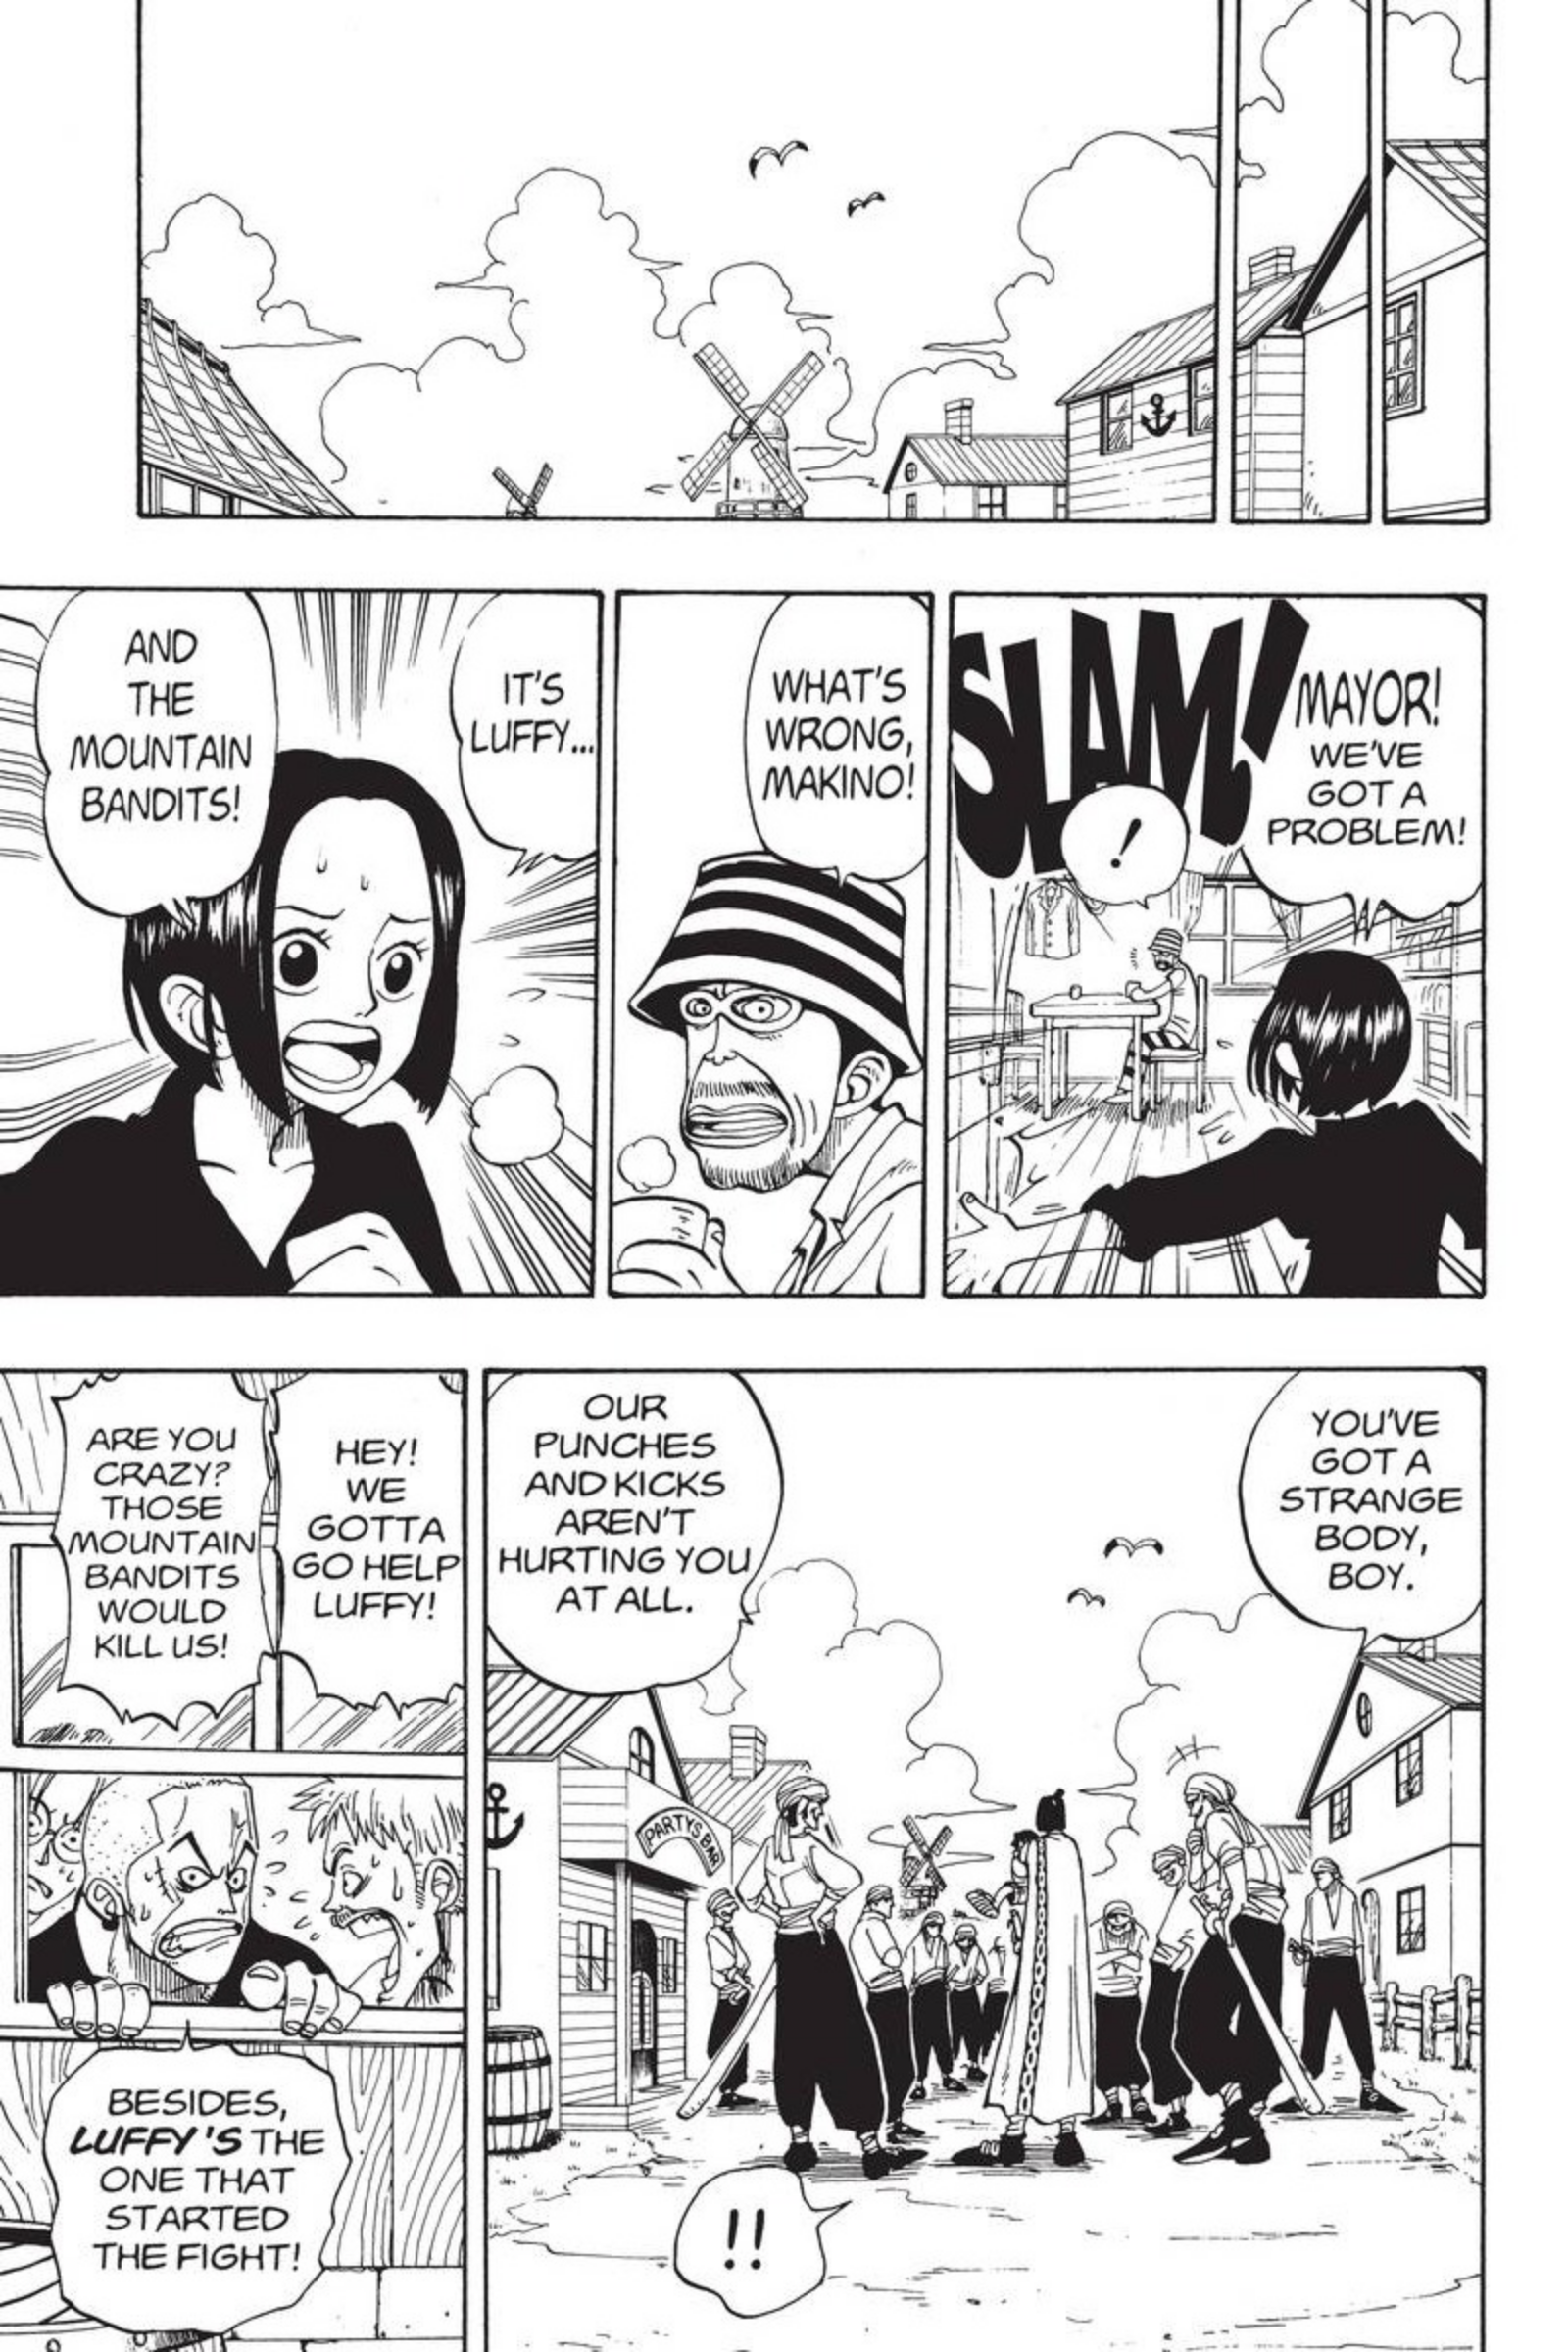 SLAM!
MAYOR!
WE'VE
GOT A
PROBLEM!
!
WHAT'S
WRONG,
MAKINO!
IT'S
LUFFY...
AND
THE
MOUNTAIN
BANDITS!
YOU'VE
GOT A
STRANGE
BODY,
BOY.
OUR
PUNCHES
AND KICKS
AREN'T
HURTING YOU
AT ALL.
PARTYS BAR
!!
HEY!
WE
GOTTA
GO HELP
LUFFY!
ARE YOU
CRAZY?
THOSE
MOUNTAIN
BANDITS
WOULD
KILL US!
BESIDES,
LUFFY'S THE
ONE THAT
STARTED
THE FIGHT!